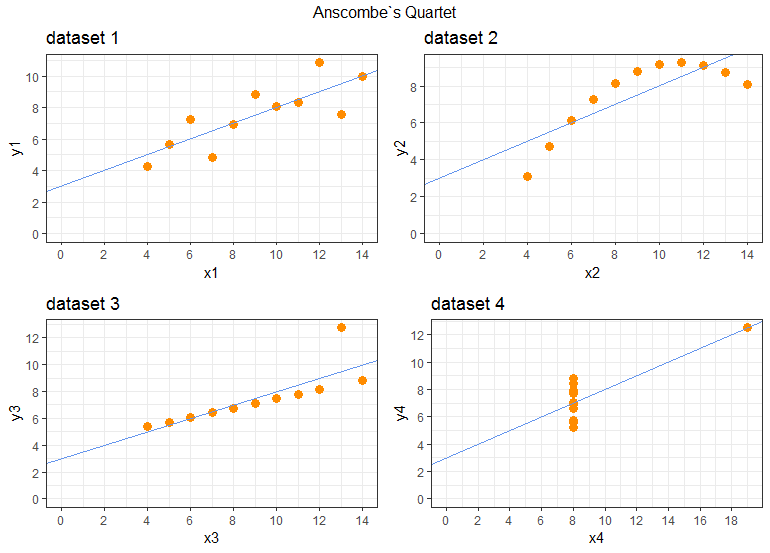 Anscombe`s Quartet
dataset 1
10
8
6
4
2
0
y1
0 2 4 6 8 10 12 14
x1
dataset 2
8
6
4
2
0
y2
0 2 4 6 8 10 12 14
x2
dataset 3
12
10
8
6
4
2
0
y3
0 2 4 6 8 10 12 14
x3
dataset 4
12
10
8
6
4
2
0
y4
0 2 4 6 8 10 12 14 16 18
x4